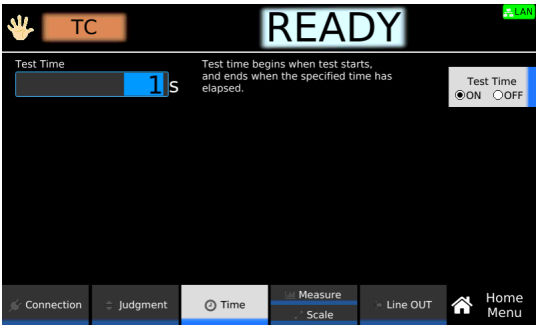 TC
READY
LAN
Test Time
1 s
Test time begins when test starts,
and ends when the specified time has
elapsed.
Test Time
ON OFF
Connection
Judgment
Time
Measure
Scale
Line OUT
Home
Menu